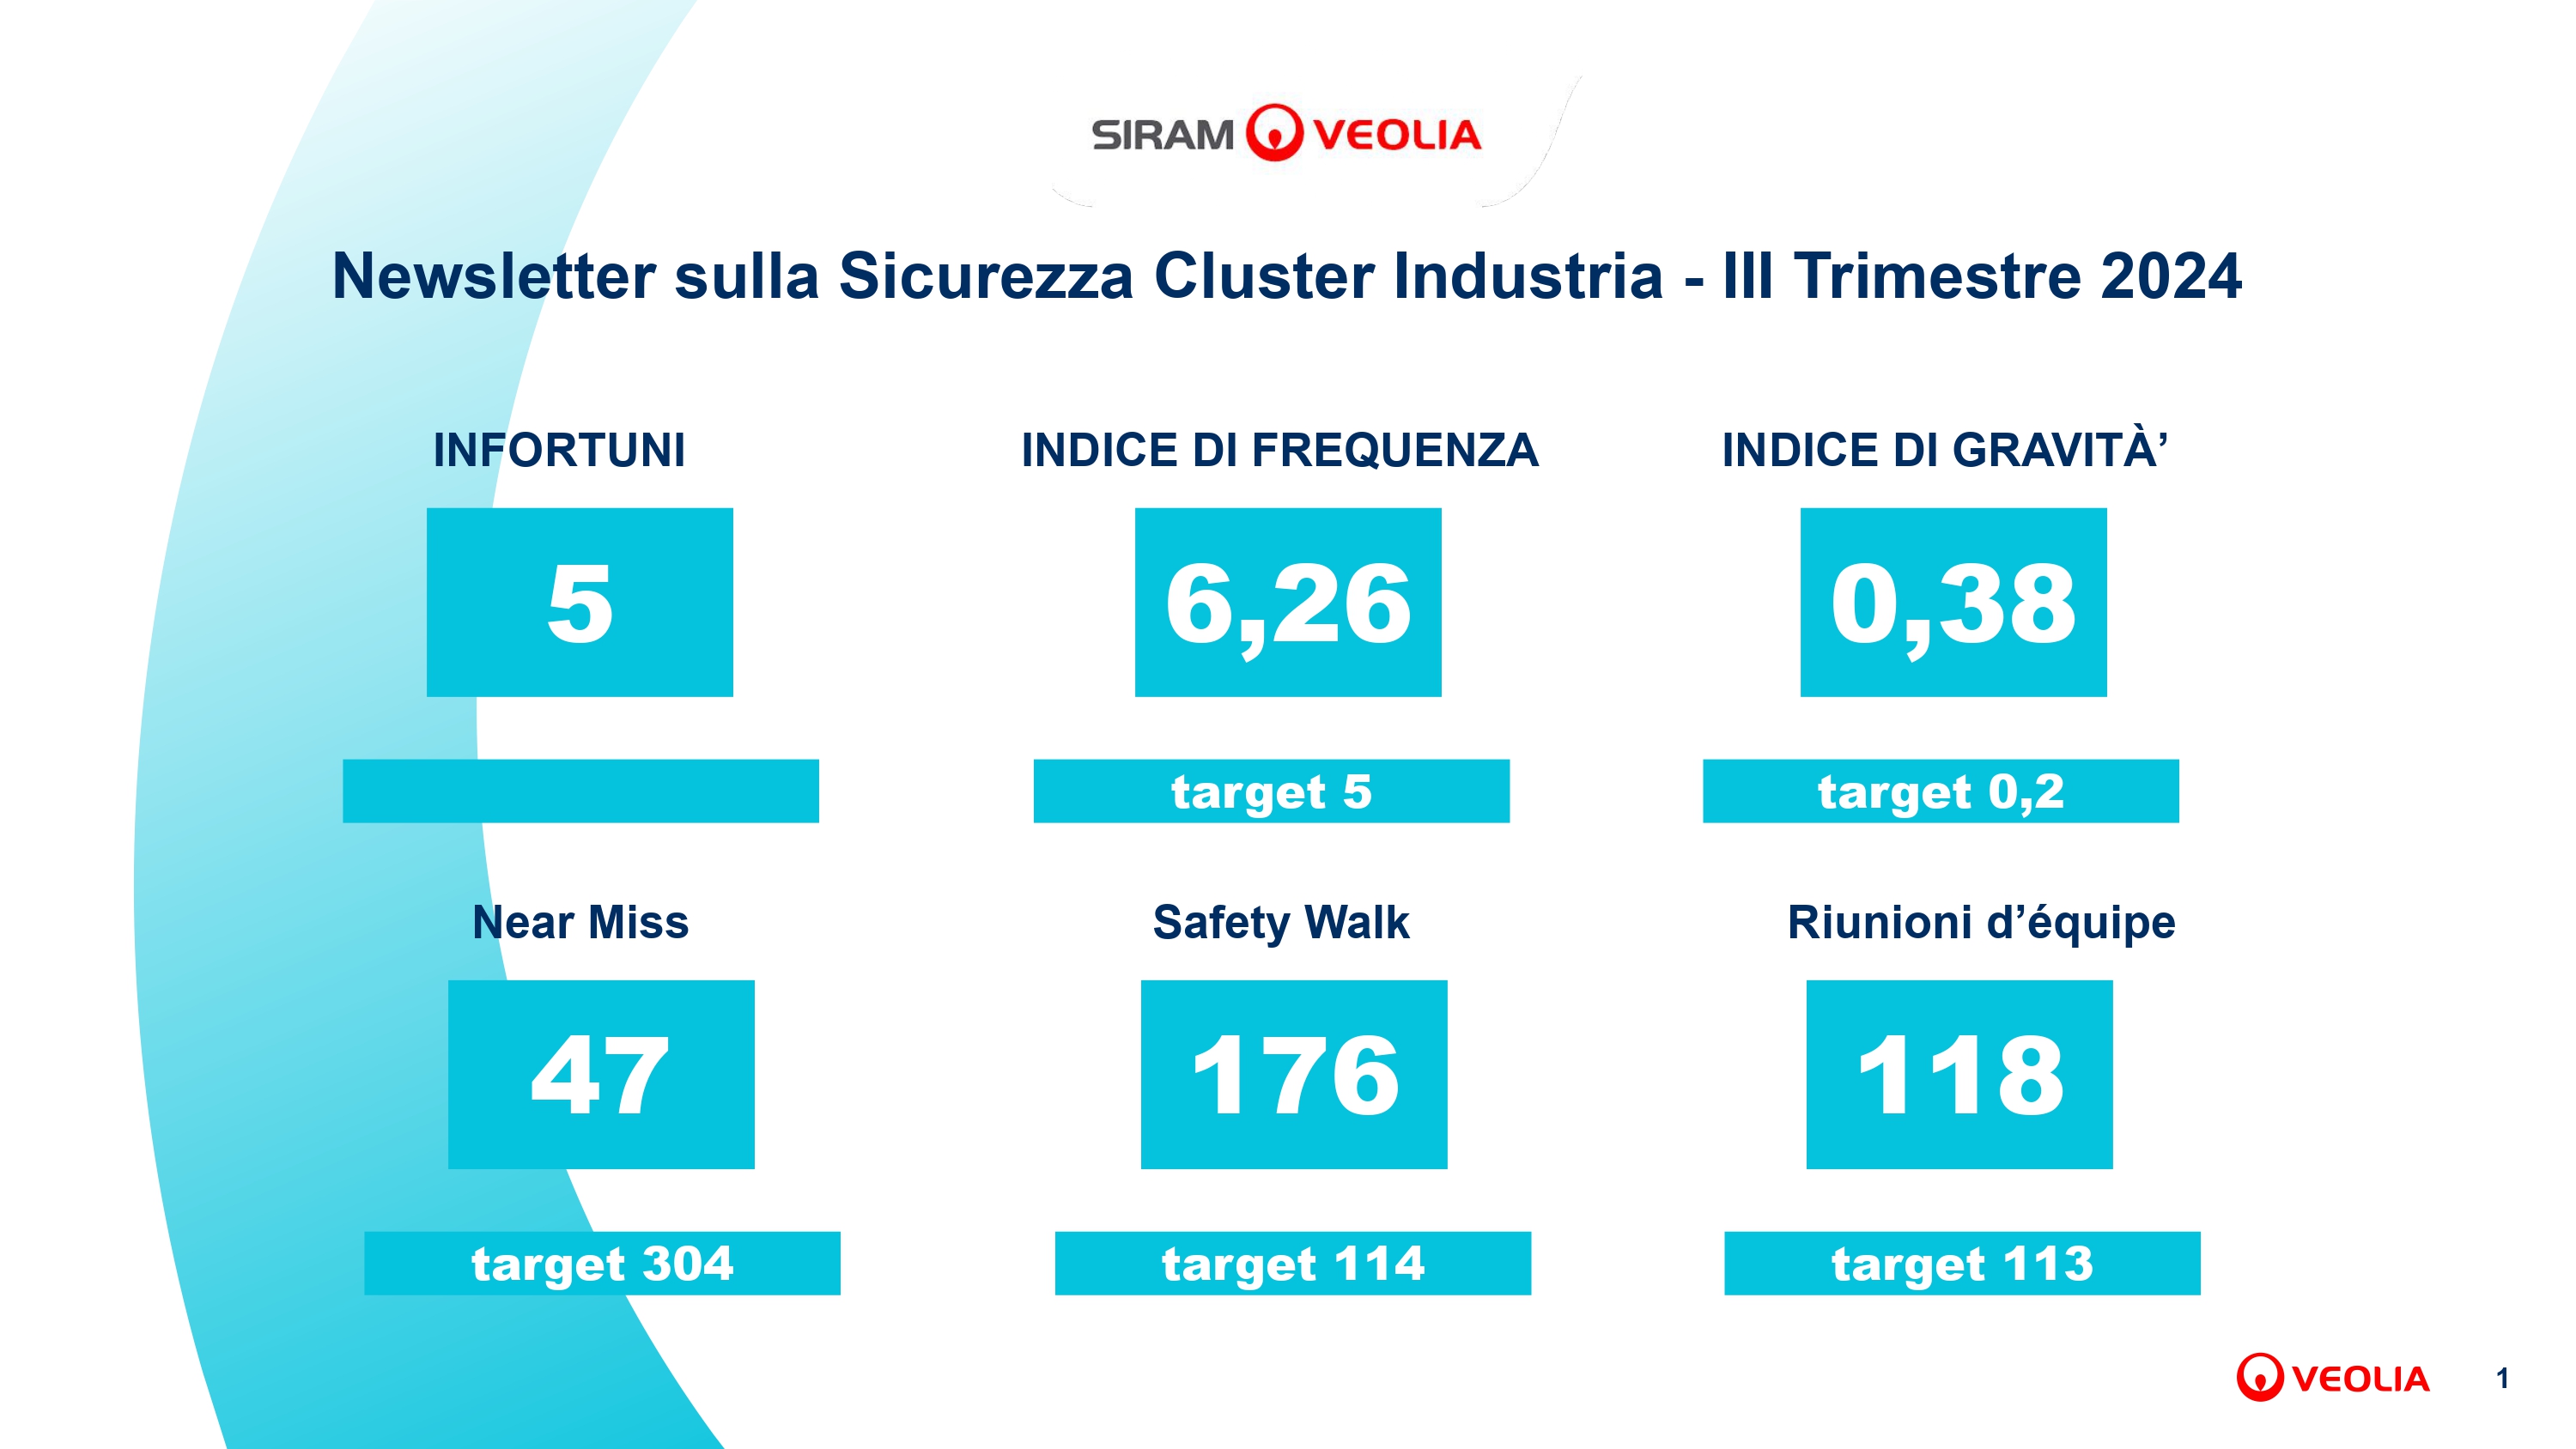 SIRAM VEOLIA
Newsletter sulla Sicurezza Cluster Industria - III Trimestre 2024
INFORTUNI
INDICE DI FREQUENZA
INDICE DI GRAVITÀ’
5
6,26
0,38
target 5
target 0,2
Near Miss
Safety Walk
Riunioni d’équipe
47
176
118
target 304
target 114
target 113
VEOLIA
1